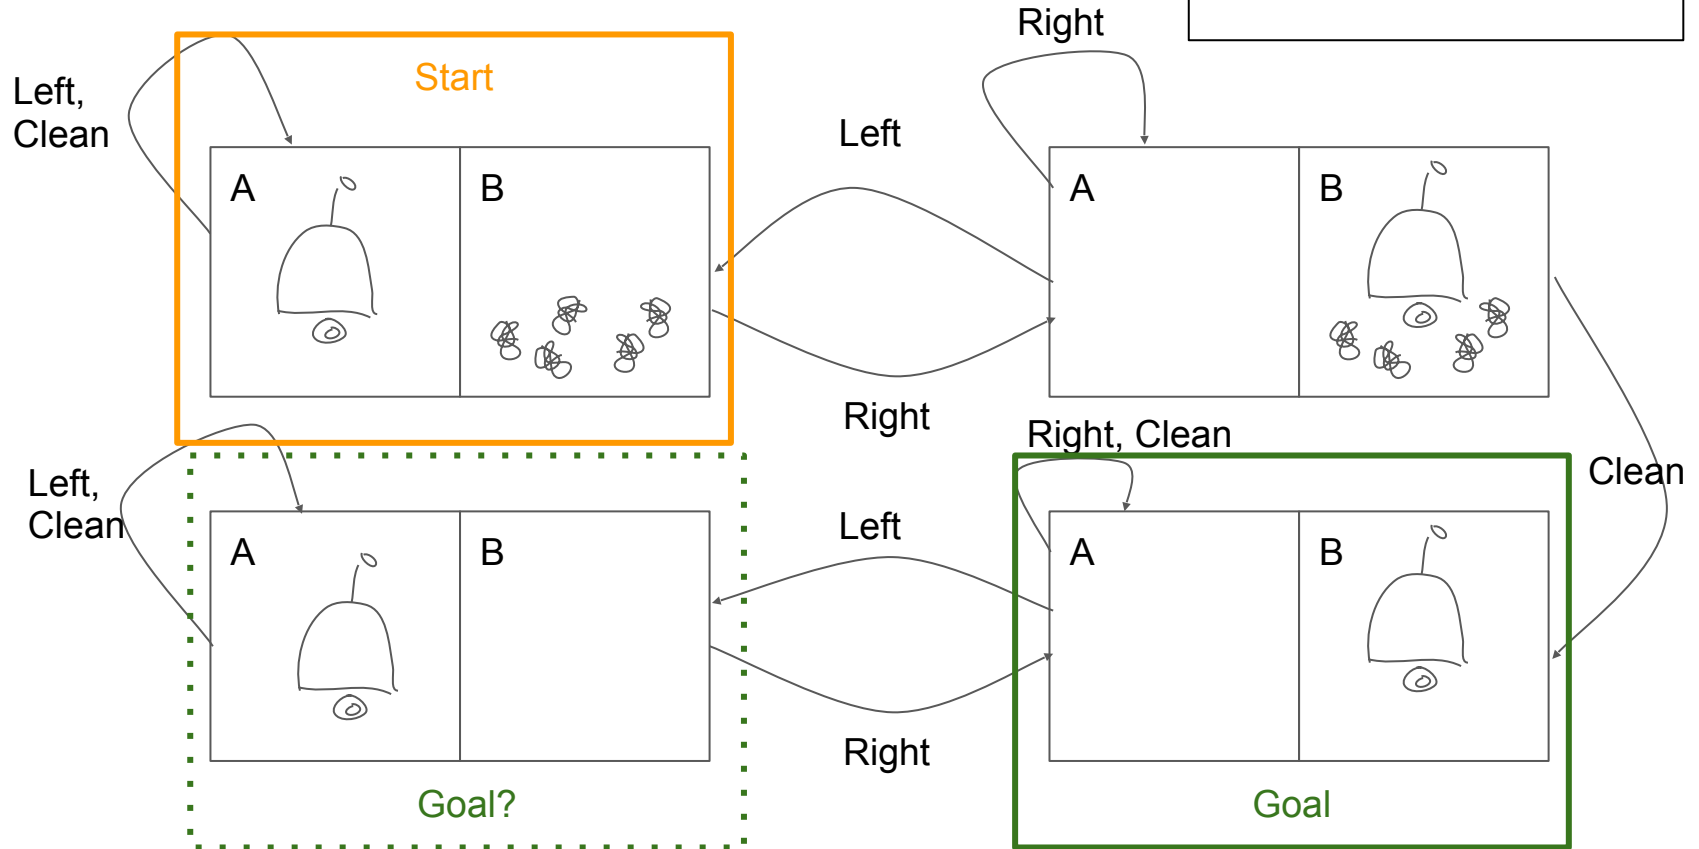 Right
Start
Left,
Clean
Left
A
B
A
B
Right
Right, Clean
Clean
Left,
Clean
Left
A
B
A
B
Right
Goal?
Goal